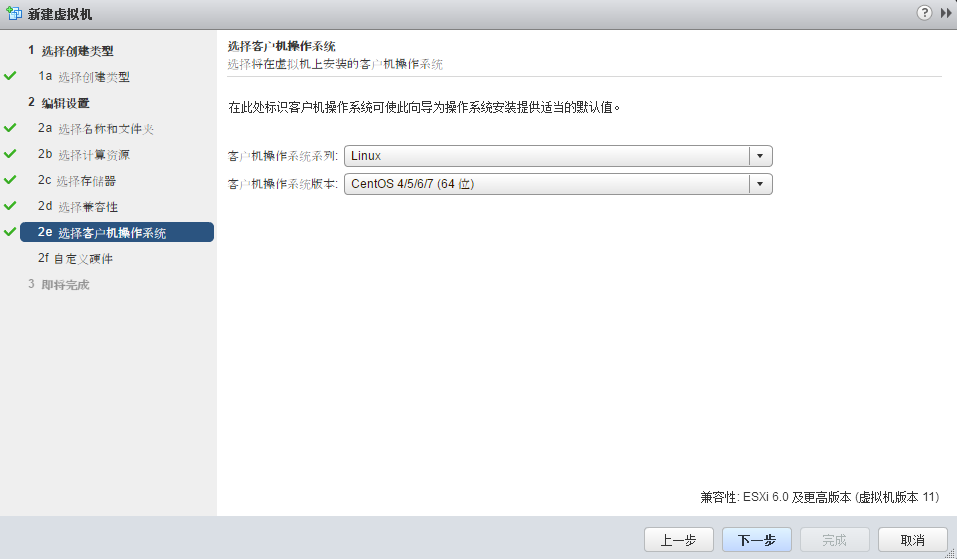 新建虚拟机
?
1 选择创建类型
1a 选择创建类型
2 编辑设置
2a 选择名称和文件夹
2b 选择计算资源
2c 选择存储器
2d 选择兼容性
2e 选择客户机操作系统
2f 自定义硬件
3 即将完成
选择客户机操作系统
选择将在虚拟机上安装的客户机操作系统
在此处标识客户机操作系统可使此向导为操作系统安装提供适当的默认值。
客户机操作系统系列: Linux
客户机操作系统版本: CentOS 4/5/6/7 (64 位)
兼容性: ESXi 6.0 及更高版本 (虚拟机版本 11)
上一步 下一步 完成 取消